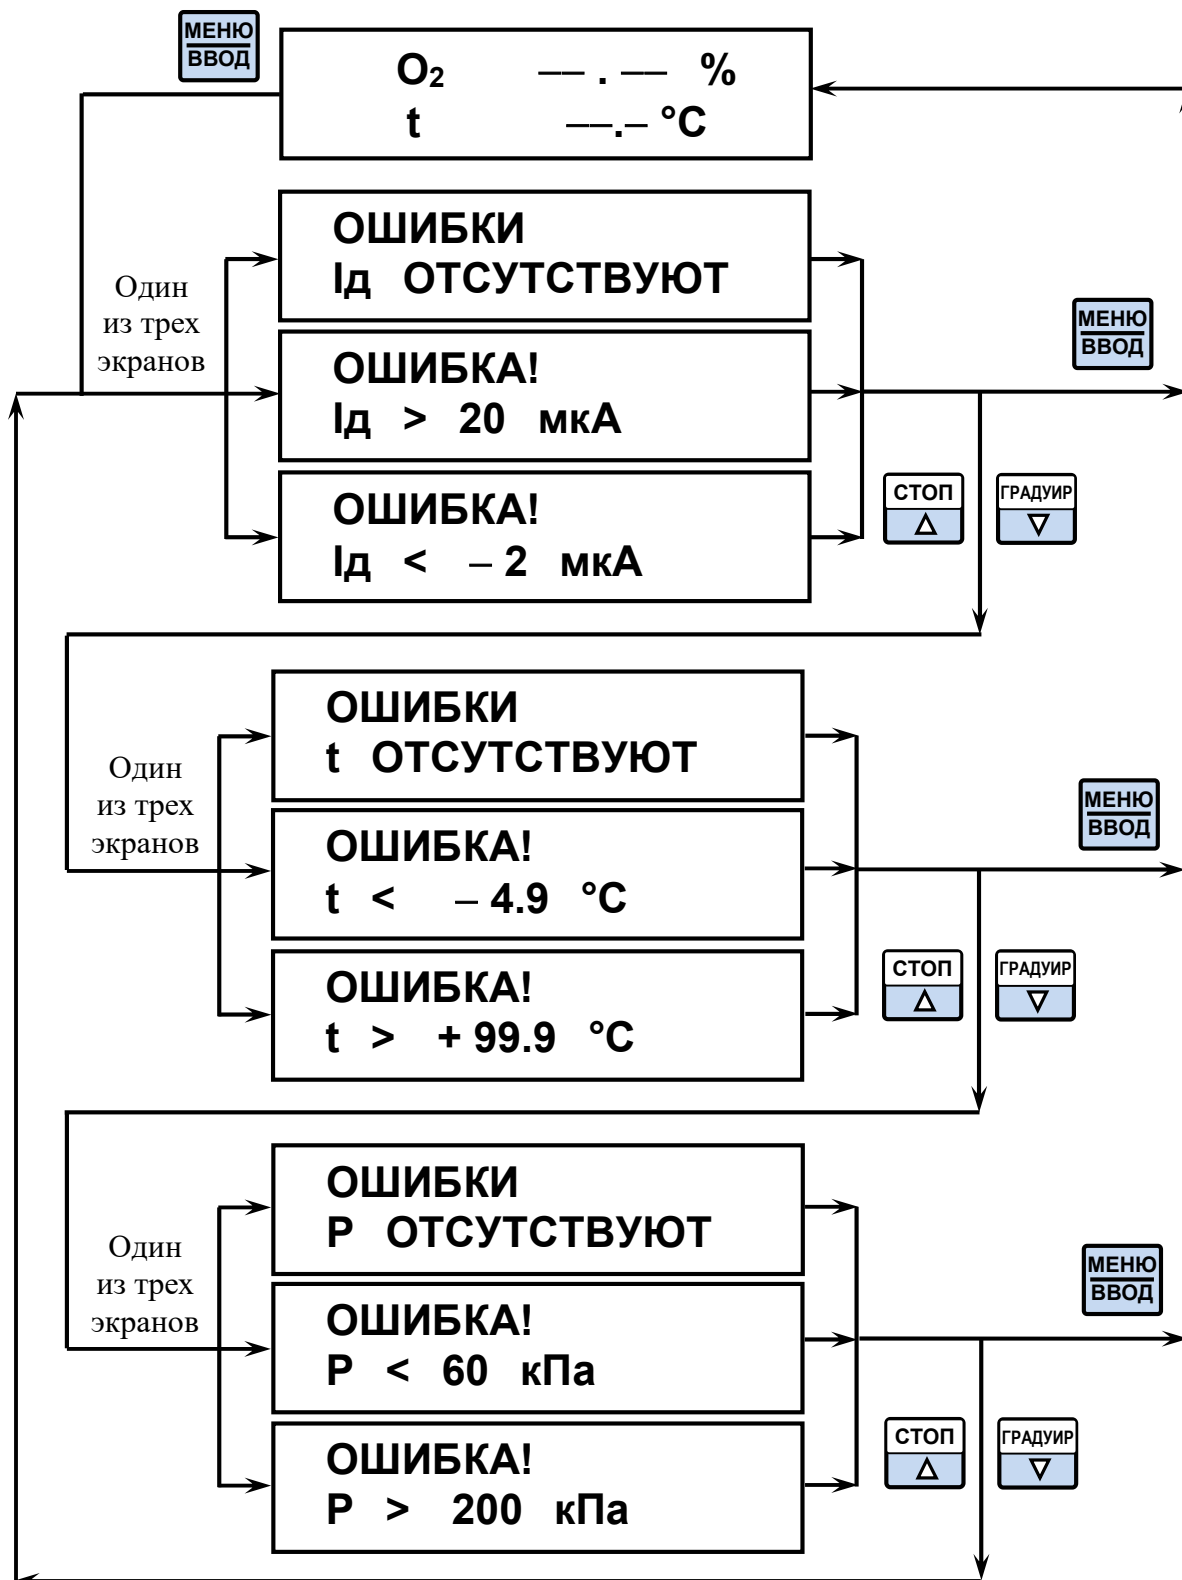 МЕНЮ
ВВОД
O₂ –– . –– %
t ––.– °C
ОШИБКИ
Iд ОТСУТСТВУЮТ
Один
из трех
экранов
ОШИБКА!
Iд > 20 мкА
МЕНЮ
ВВОД
ОШИБКА!
Iд < – 2 мкА
СТОП
ГРАДУИР
ОШИБКИ
t ОТСУТСТВУЮТ
Один
из трех
экранов
ОШИБКА!
t < – 4.9 °C
МЕНЮ
ВВОД
ОШИБКА!
t > + 99.9 °C
СТОП
ГРАДУИР
ОШИБКИ
P ОТСУТСТВУЮТ
Один
из трех
экранов
ОШИБКА!
P < 60 кПа
МЕНЮ
ВВОД
ОШИБКА!
P > 200 кПа
СТОП
ГРАДУИР